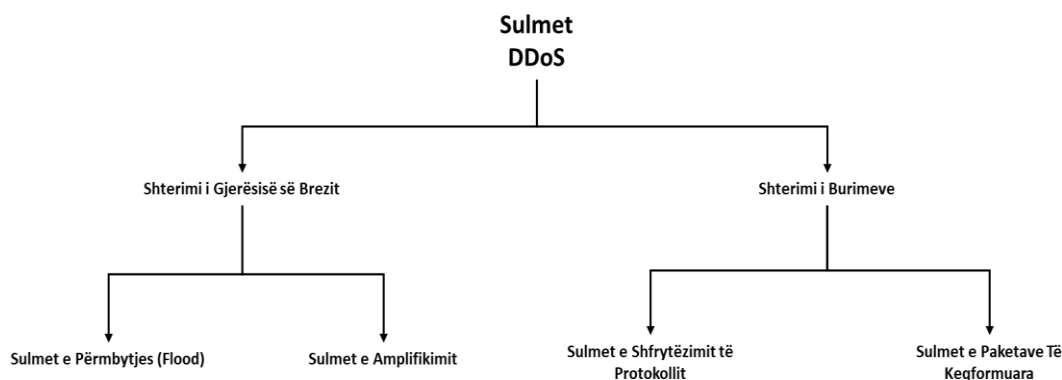 Sulmet
DDoS
Shterimi i Gjerësisë së Brezit
Shterimi i Burimeve
Sulmet e Përmbytjes (Flood)
Sulmet e Amplifikimit
Sulmet e Shfrytëzimit të
Protokollit
Sulmet e Paketave Të
Keqformuara